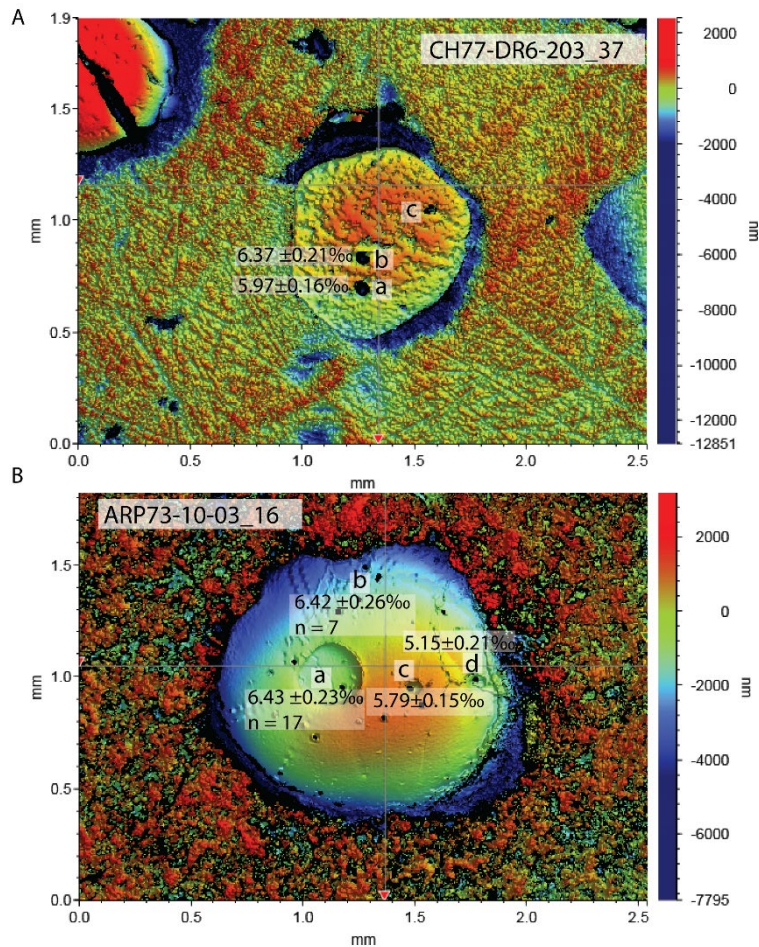 A
CH77-DR6-203_37
1.9
1.5
1.0
0.5
0.0
mm
0.0
0.5
1.0
1.5
2.0
2.5
mm
2000
0
-2000
-4000
-6000
-8000
-10000
-12000
-12851
nm
c
6.37 ±0.21‰
b
5.97±0.16‰
a
B
ARP73-10-03_16
1.5
1.0
0.5
0.0
mm
0.0
0.5
1.0
1.5
2.0
2.5
mm
2000
0
-2000
-4000
-6000
-7795
nm
b
6.42 ±0.26‰
n = 7
5.15±0.21‰
a
c
d
6.43 ±0.23‰
5.79±0.15‰
n = 17